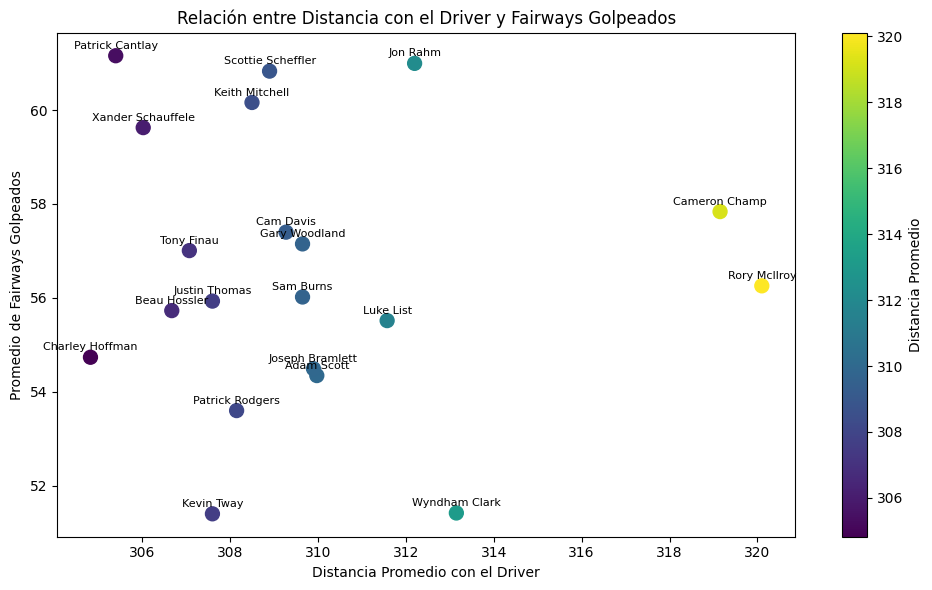 Relación entre Distancia con el Driver y Fairways Golpeados
Patrick Cantlay
Jon Rahm
Scottie Scheffler
Keith Mitchell
Xander Schauffele
Cameron Champ
Cam Davis
Gary Woodland
Tony Finau
Rory McIlroy
Sam Burns
Justin Thomas
Beau Hossler
Luke List
Charley Hoffman
Joseph Bramlett
Adam Scott
Patrick Rodgers
Kevin Tway
Wyndham Clark
Promedio de Fairways Golpeados
60
58
56
54
52
306
308
310
312
314
316
318
320
Distancia Promedio con el Driver
320
318
316
314
312
310
308
306
Distancia Promedio